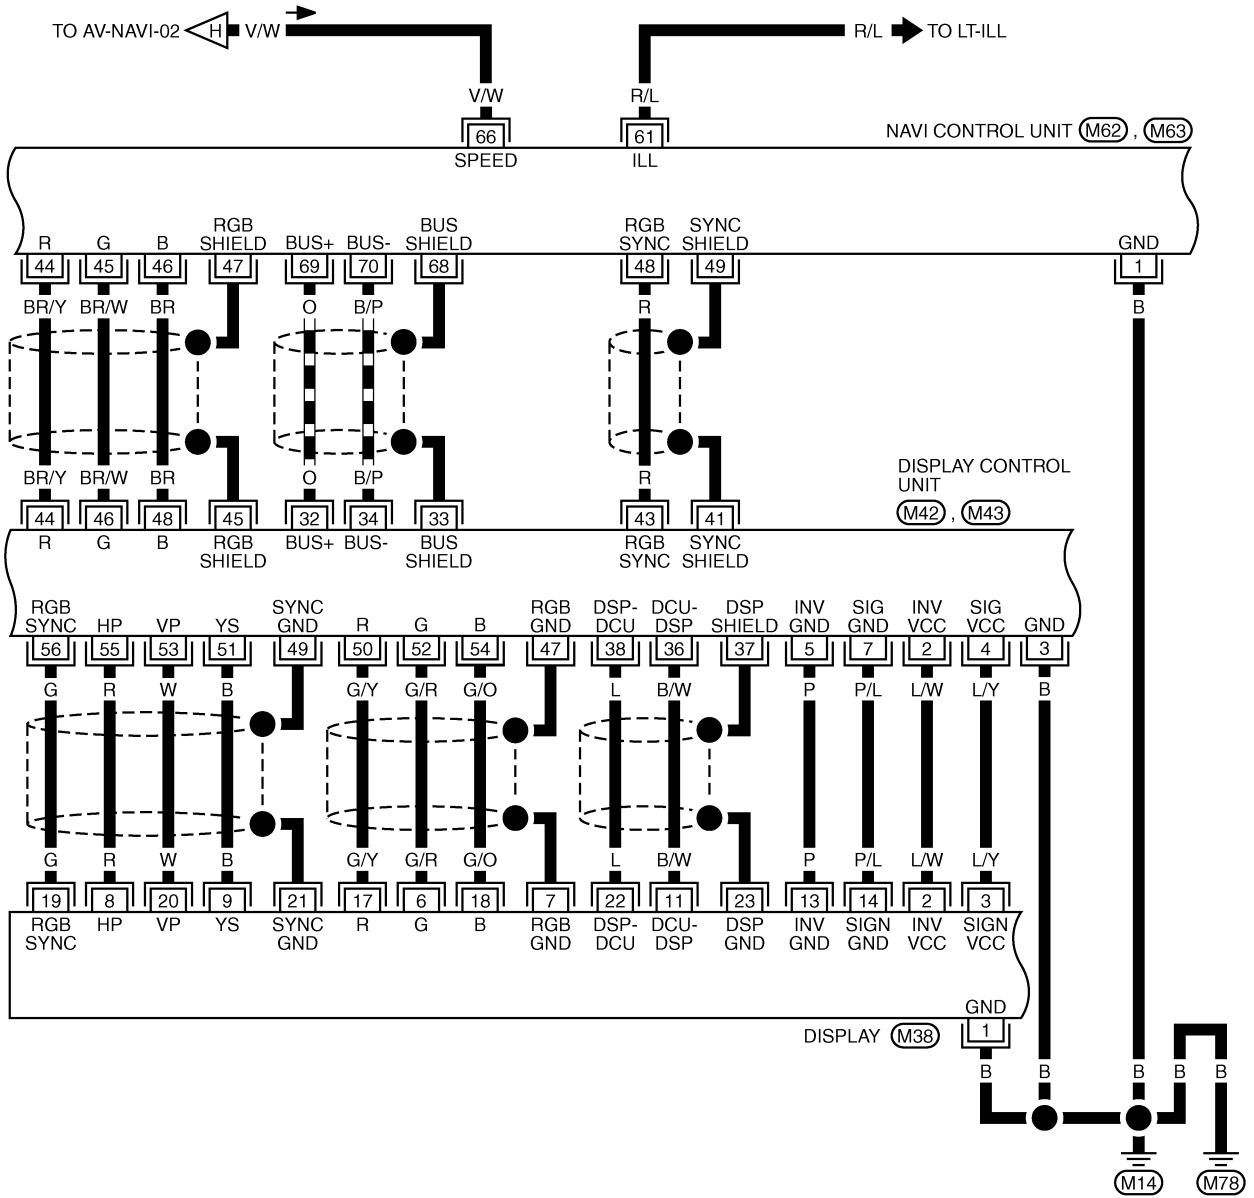 TO AV-NAVI-02 H V/W R/L TO LT-ILL
V/W R/L
66 61 NAVI CONTROL UNIT M62 , M63
SPEED ILL
RGB BUS RGB SYNC
R G B SHIELD BUS+ BUS- SHIELD SYNC SHIELD GND
44 45 46 47 69 70 68 48 49 1
BR/Y BR/W BR O B/P R B
DISPLAY CONTROL
BR/Y BR/W BR O B/P R UNIT
44 46 48 45 32 34 33 43 41 M42 , M43
R G B RGB BUS+ BUS- BUS RGB SYNC
SHIELD SHIELD SYNC SHIELD
RGB SYNC RGB DSP- DCU- DSP INV SIG INV SIG
SYNC HP VP YS GND R G B GND DCU DSP SHIELD GND GND VCC VCC GND
56 55 53 51 49 50 52 54 47 38 36 37 5 7 2 4 3
G R W B G/Y G/R G/O L B/W P P/L L/W L/Y B
G R W B G/Y G/R G/O L B/W P P/L L/W L/Y
19 8 20 9 21 17 6 18 7 22 11 23 13 14 2 3
RGB HP VP YS SYNC R G B RGB DSP- DCU- DSP INV SIGN INV SIGN
SYNC GND GND DCU DSP GND GND GND VCC VCC
GND
DISPLAY M38 1
B B B B B
M14 M78